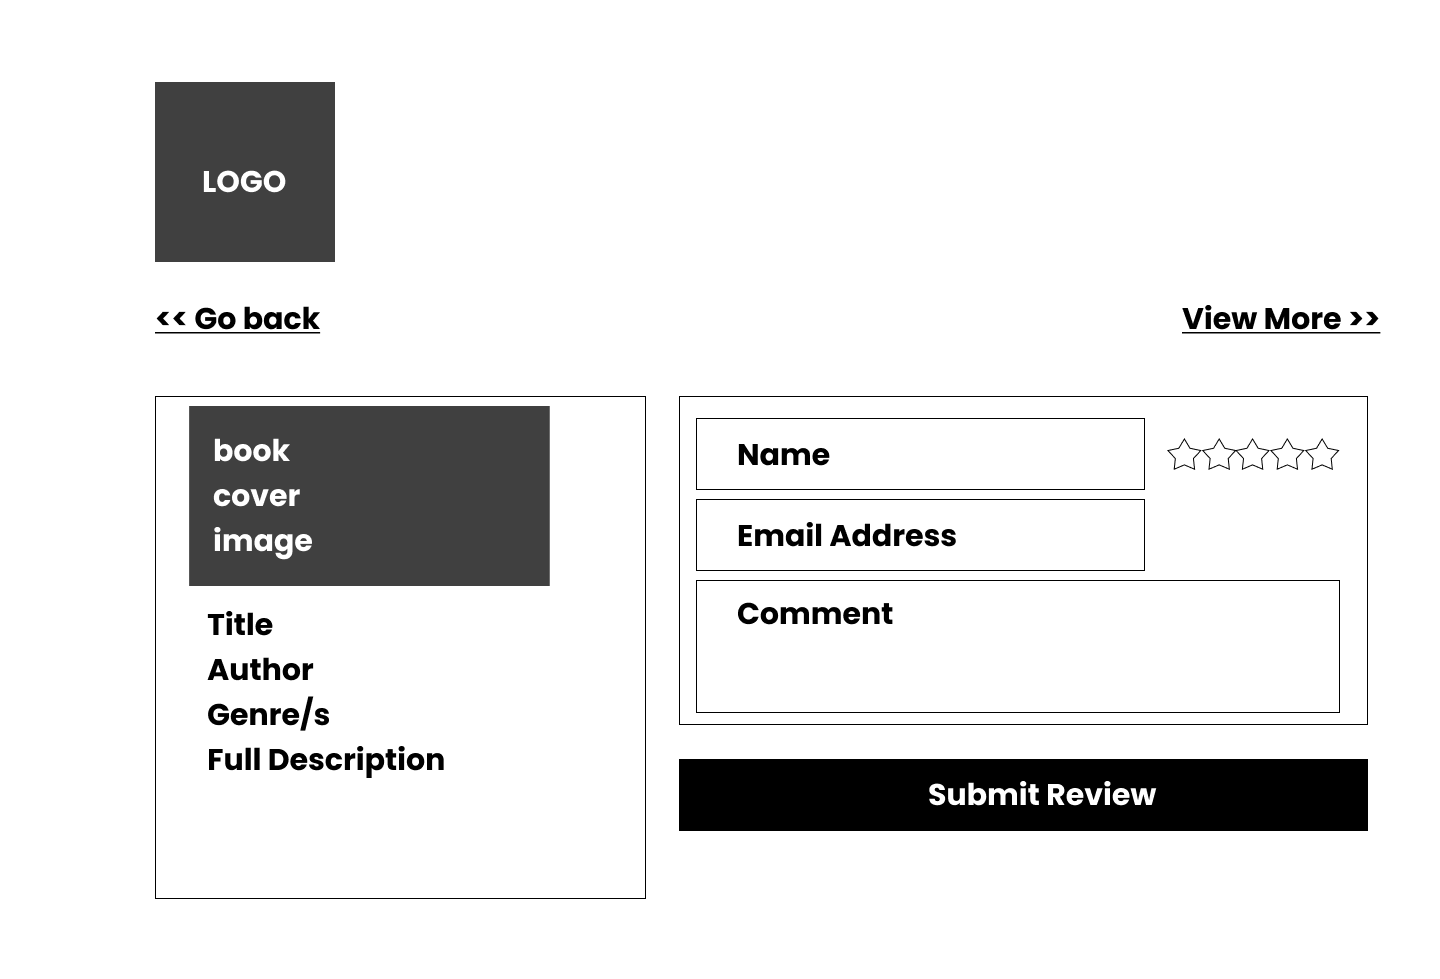 LOGO
<< Go back
View More >>
book
cover
image
Title
Author
Genre/s
Full Description
Name
Email Address
Comment
Submit Review